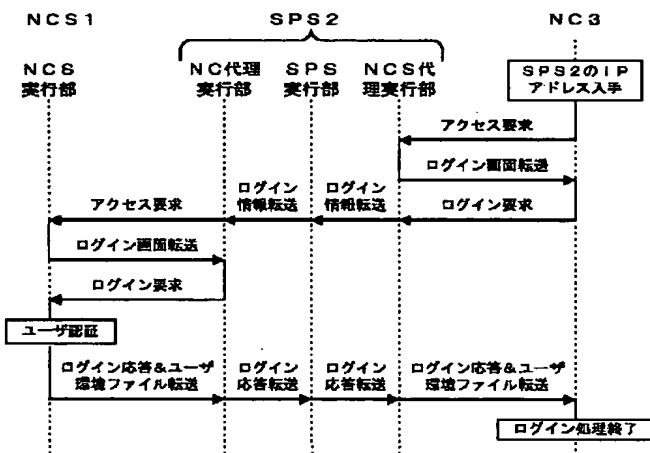 NCS1
SPS2
NC3
NCS
実行部
NC代理
実行部
SPS
実行部
NCS代
理実行部
SPS2のIP
アドレス入手
アクセス要求
ログイン画面転送
アクセス要求
ログイン
情報転送
ログイン
情報転送
ログイン要求
ログイン画面転送
ログイン要求
ユーザ認証
ログイン応答&ユーザ
環境ファイル転送
ログイン
応答転送
ログイン
応答転送
ログイン応答&ユーザ
環境ファイル転送
ログイン処理終了